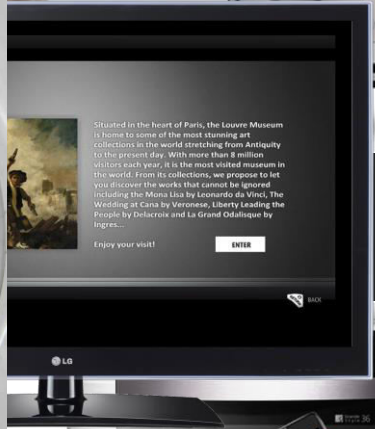 Situated in the heart of Paris, the Louvre Museum
is home to some of the most stunning art
collections in the world stretching from Antiquity
to the present day. With more than 8 million
visitors each year, it is the most visited museum in
the world. From its collections, we propose to let
you discover the works that cannot be ignored
including the Mona Lisa by Leonardo da Vinci, The
Wedding at Cana by Veronese, Liberty Leading the
People by Delacroix and La Grand Odalisque by
Ingres...
Enjoy your visit!
ENTER
BACK
LG
36